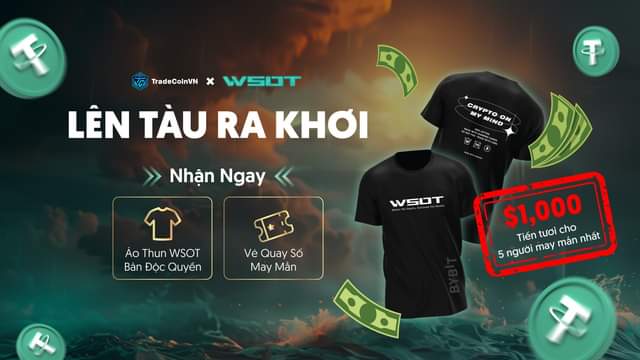 TradeCoinVN × WSOT
LÊN TÀU RA KHƠI
Nhận Ngay
Áo Thun WSOT
Bản Độc Quyền
Vé Quay Số
May Mắn
CRYPTO ON
MY MIND
WSOT
BYBIT
$1,000
Tiền tươi cho
5 người may mắn nhất